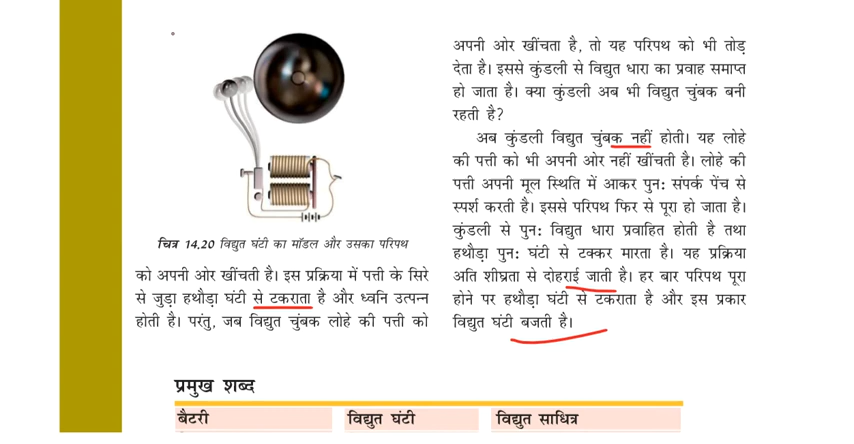 चित्र 14.20 विद्युत घंटी का मॉडल और उसका परिपथ
को अपनी ओर खींचती है। इस प्रक्रिया में पत्ती के सिरे
से जुड़ा हथौड़ा घंटी से टकराता है और ध्वनि उत्पन्न
होती है। परंतु, जब विद्युत चुंबक लोहे की पत्ती को
अपनी ओर खींचता है, तो यह परिपथ को भी तोड़
देता है। इससे कुंडली से विद्युत धारा का प्रवाह समाप्त
हो जाता है। क्या कुंडली अब भी विद्युत चुंबक बनी
रहती है?
अब कुंडली विद्युत चुंबक नहीं होती। यह लोहे
की पत्ती को भी अपनी ओर नहीं खींचती है। लोहे की
पत्ती अपनी मूल स्थिति में आकर पुन: संपर्क पेंच से
स्पर्श करती है। इससे परिपथ फिर से पूरा हो जाता है।
कुंडली से पुन: विद्युत धारा प्रवाहित होती है तथा
हथौड़ा पुन: घंटी से टक्कर मारता है। यह प्रक्रिया
अति शीघ्रता से दोहराई जाती है। हर बार परिपथ पूरा
होने पर हथौड़ा घंटी से टकराता है और इस प्रकार
विद्युत घंटी बजती है।
प्रमुख शब्द
बैटरी
विद्युत घंटी
विद्युत साधित्र